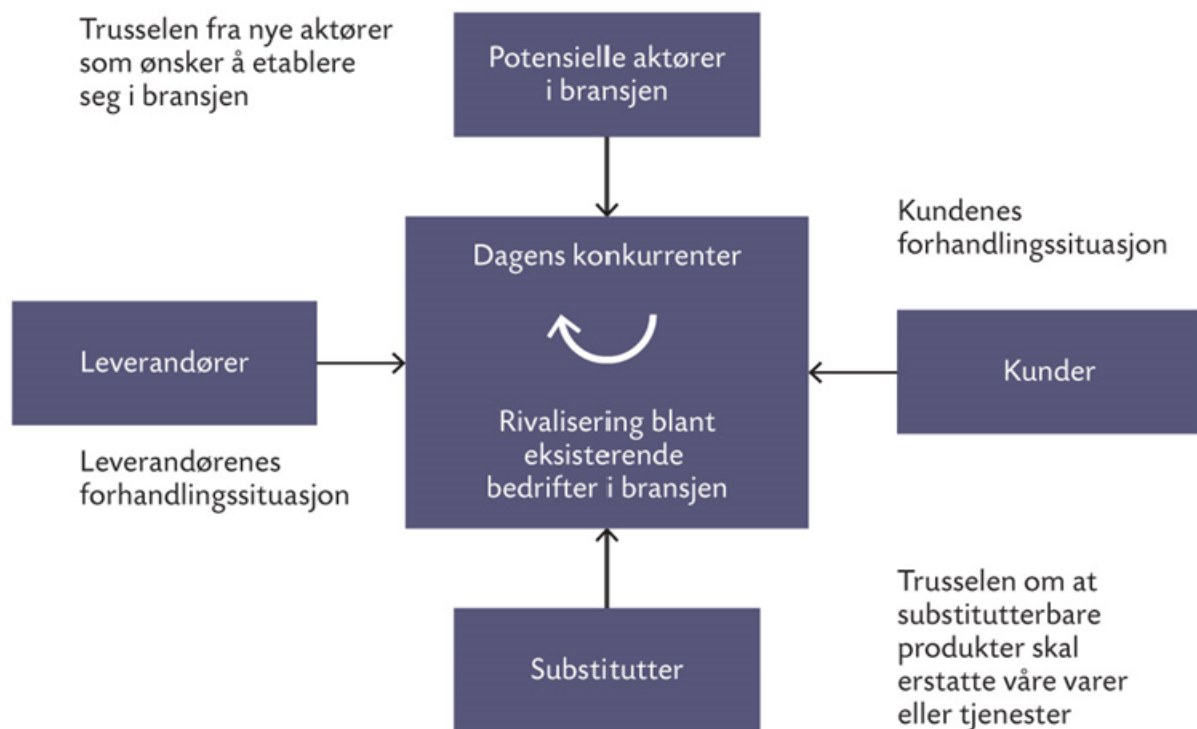 Trusselen fra nye aktører
som ønsker å etablere
seg i bransjen
Potensielle aktører
i bransjen
Kundenes
forhandlingssituasjon
Dagens konkurrenter
Leverandører
Kunder
Rivalisering blant
eksisterende
bedrifter i bransjen
Leverandørenes
forhandlingssituasjon
Trusselen om at
substitutterbare
produkter skal
erstatte våre varer
eller tjenester
Substitutter